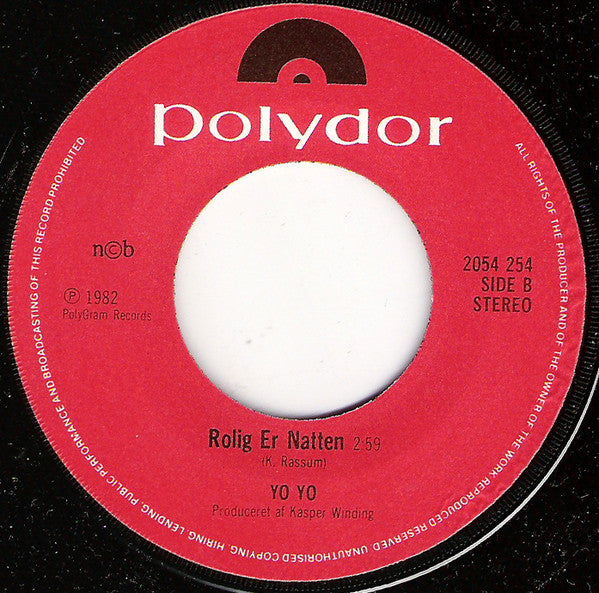 polydor
ALL RIGHTS OF THE PRODUCER AND OF THE OWNER OF THE WORK REPRODUCED RESERVED. UNAUTHORISED COPYING, HIRING, LENDING, PUBLIC PERFORMANCE AND BROADCASTING OF THIS RECORD PROHIBITED
n©b
℗ 1982
PolyGram Records
2054 254
SIDE B
STEREO
Rolig Er Natten 2:59
(K. Rassum)
YO YO
Produceret af Kasper Winding